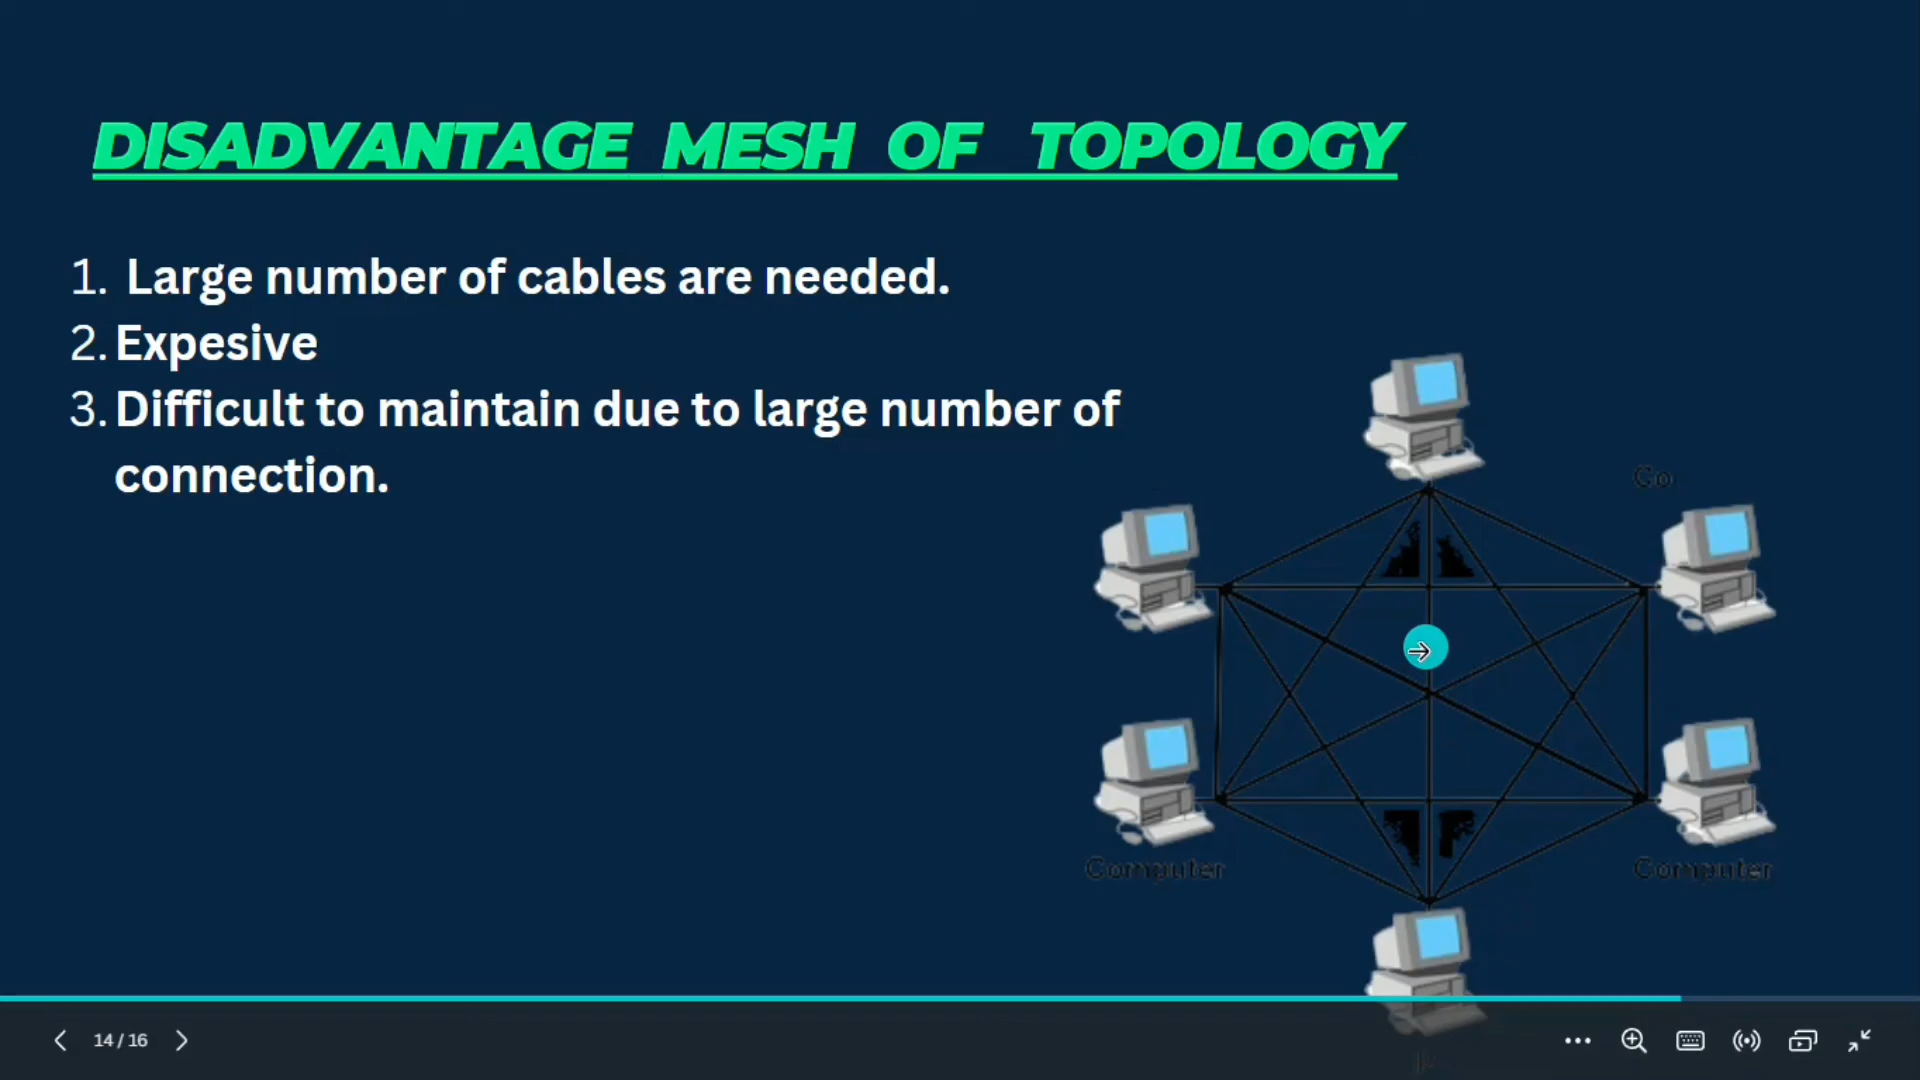 DISADVANTAGE MESH OF TOPOLOGY
1. Large number of cables are needed.
2. Expesive
3. Difficult to maintain due to large number of
connection.
Co
Computer
Computer
14 / 16